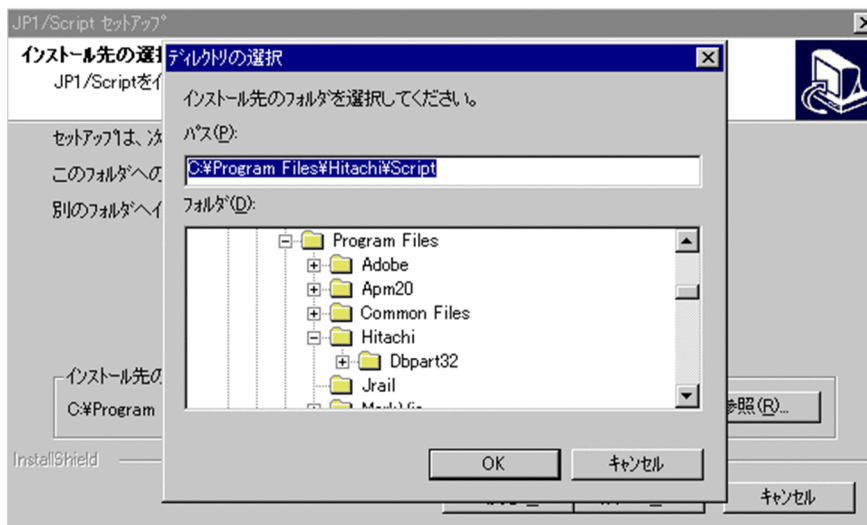 JP1/Script セットアップ
インストール先の選
JP1/Scriptをイ
セットアップは、次
このフォルダへの
別のフォルダへイ
インストール先の
C:¥Program
参照(R)...
InstallShield
キャンセル
ディレクトリの選択
インストール先のフォルダを選択してください。
パス(P):
C:¥Program Files¥Hitachi¥Script
フォルダ(D):
Program Files
Adobe
Apm20
Common Files
Hitachi
Dbpart32
Jrail
OK
キャンセル